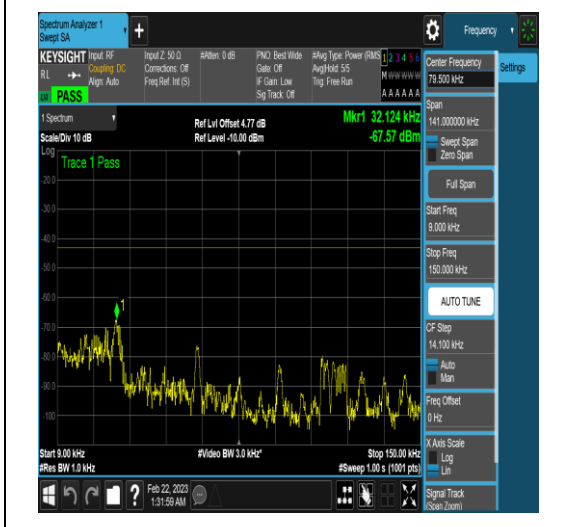 Spectrum Analyzer 1
Swept SA
+
Frequency
KEYSIGHT
RL
Input: RF
Coupling: DC
Align: Auto
Input Z: 50 Ω
Corrections: Off
Freq Ref: Int (S)
#Atten: 0 dB
PNO: Best Wide
Gate: Off
IF Gain: Low
Sig Track: Off
#Avg Type: Power (RMS)
Avg|Hold: 5/5
Trig: Free Run
1 2 3 4 5 6
M W W W W W
A A A A A A
PASS
1 Spectrum
Scale/Div 10 dB
Ref Lvl Offset 4.77 dB
Ref Level -10.00 dBm
Mkr1 32.124 kHz
-67.57 dBm
Log
Trace 1 Pass
-20.0
-30.0
-40.0
-50.0
-60.0
-70.0
-80.0
-90.0
-100
1
Start 9.00 kHz
#Res BW 1.0 kHz
#Video BW 3.0 kHz*
Stop 150.00 kHz
#Sweep 1.00 s (1001 pts)
?
Feb 22, 2023
1:31:59 AM
Center Frequency
79.500 kHz
Settings
Span
141.000000 kHz
Swept Span
Zero Span
Full Span
Start Freq
9.000 kHz
Stop Freq
150.000 kHz
AUTO TUNE
CF Step
14.100 kHz
Auto
Man
Freq Offset
0 Hz
X Axis Scale
Log
Lin
Signal Track
(Span Zoom)